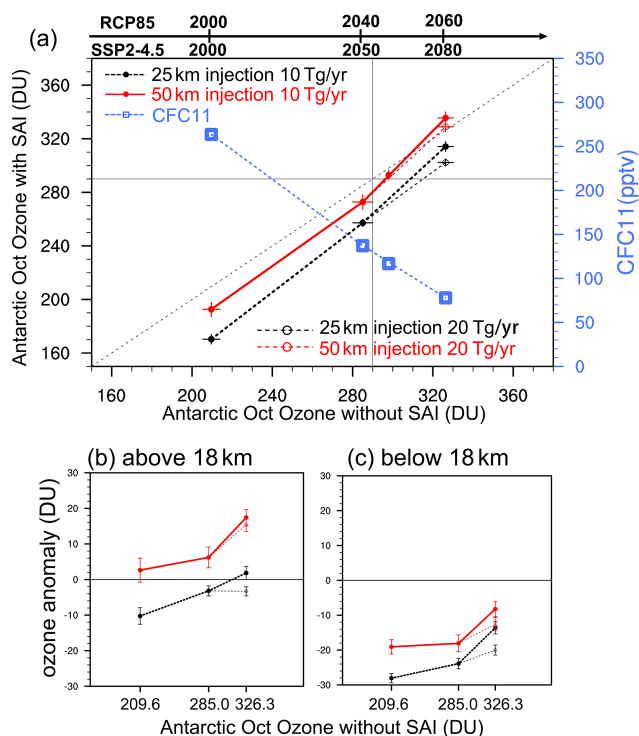 RCP85 2000 2040 2060
(a) SSP2-4.5 2000 2050 2080
Antarctic Oct Ozone with SAI (DU)
380
360
320
290
260
230
200
150
25 km injection 10 Tg/yr
50 km injection 10 Tg/yr
CFC11
25 km injection 20 Tg/yr
50 km injection 20 Tg/yr
350
300
250
200
150
100
50
0
CFC11(pptv)
160 200 240 280 320 360
Antarctic Oct Ozone without SAI (DU)
(b) above 18 km
(c) below 18 km
ozone anomaly (DU)
30
20
10
0
-10
-20
-30
30
20
10
0
-10
-20
-30
209.6 285.0 326.3
209.6 285.0 326.3
Antarctic Oct Ozone without SAI (DU)